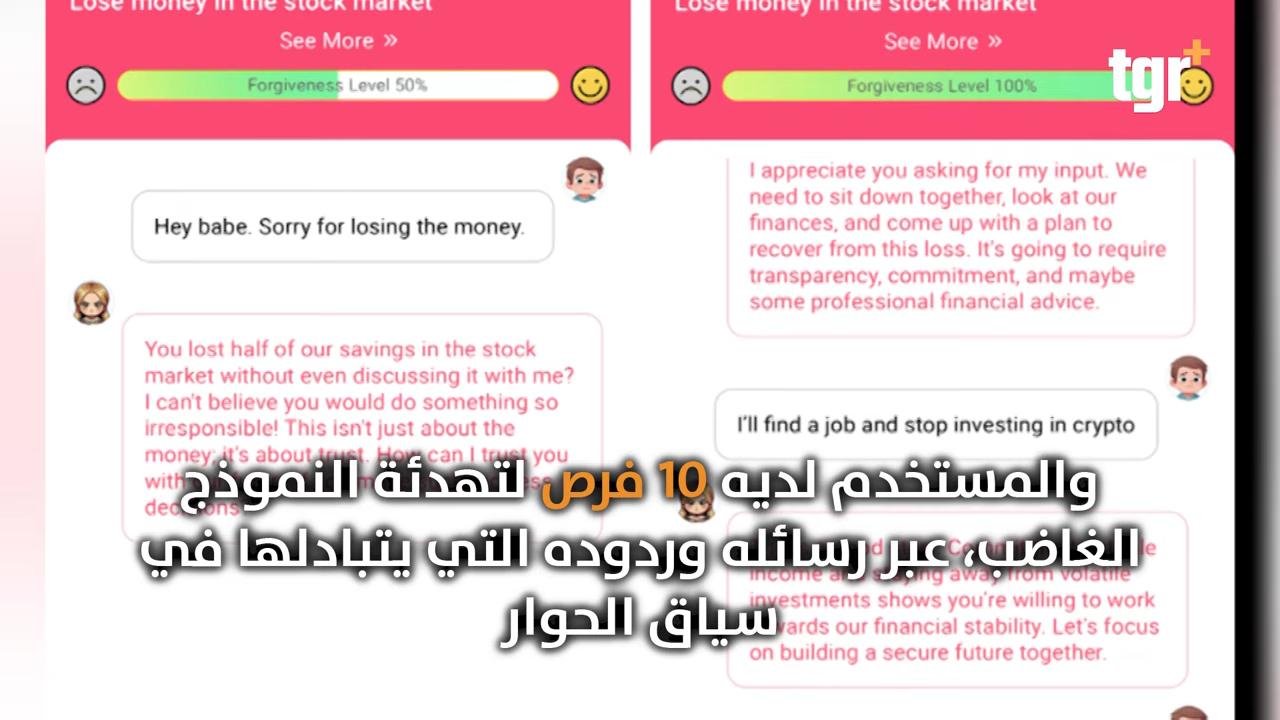 Lose money in the stock market
See More »
Forgiveness Level 50%
Hey babe. Sorry for losing the money.
You lost half of our savings in the stock
market without even discussing it with me?
I can't believe you would do something so
irresponsible! This isn't just about the
money; it's about trust. How can I trust you
with
Lose money in the stock market
See More »
Forgiveness Level 100%
tgr+
I appreciate you asking for my input. We
need to sit down together, look at our
finances, and come up with a plan to
recover from this loss. It's going to require
transparency, commitment, and maybe
some professional financial advice.
I'll find a job and stop investing in crypto
income and staying away from volatile
investments shows you're willing to work
towards our financial stability. Let's focus
on building a secure future together.
والمستخدم لديه 10 فرص لتهدئة النموذج
الغاضب، عبر رسائله وردوده التي يتبادلها في
سياق الحوار